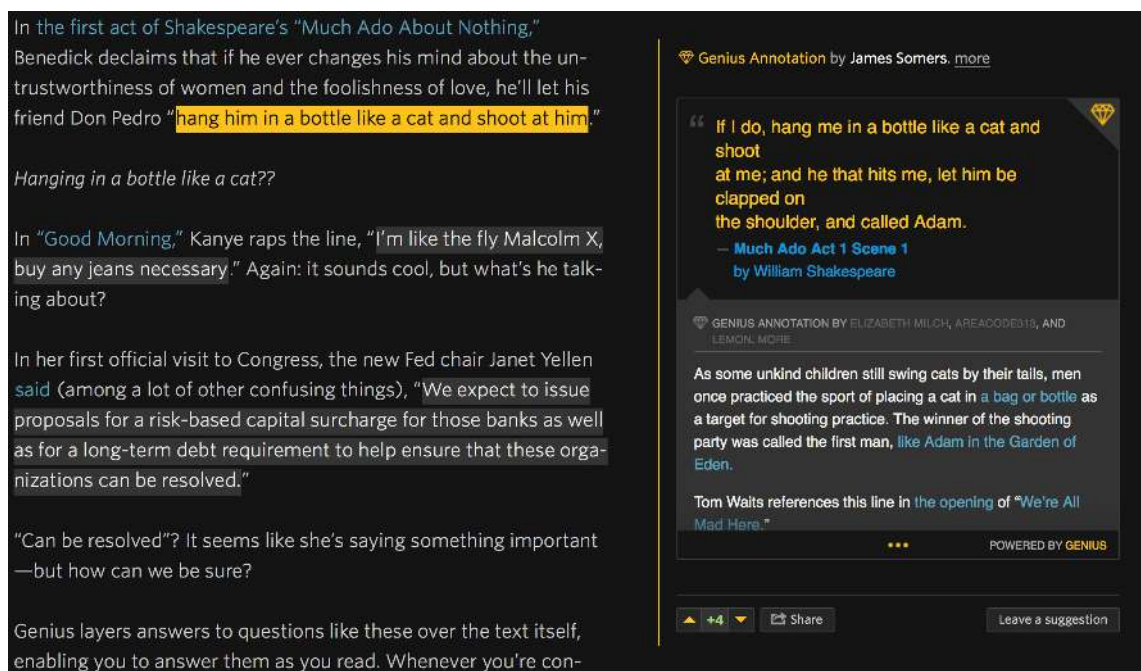 In the first act of Shakespeare's “Much Ado About Nothing,”
Benedick declaims that if he ever changes his mind about the un-
trustworthiness of women and the foolishness of love, he'll let his
friend Don Pedro “hang him in a bottle like a cat and shoot at him.”
Hanging in a bottle like a cat??
In “Good Morning,” Kanye raps the line, “I'm like the fly Malcolm X,
buy any jeans necessary.” Again: it sounds cool, but what's he talk-
ing about?
In her first official visit to Congress, the new Fed chair Janet Yellen
said (among a lot of other confusing things), “We expect to issue
proposals for a risk-based capital surcharge for those banks as well
as for a long-term debt requirement to help ensure that these orga-
nizations can be resolved.”
“Can be resolved”? It seems like she's saying something important
—but how can we be sure?
Genius layers answers to questions like these over the text itself,
enabling you to answer them as you read. Whenever you're con-
Genius Annotation by James Somers. more
“ If I do, hang me in a bottle like a cat and
shoot
at me; and he that hits me, let him be
clapped on
the shoulder, and called Adam.
— Much Ado Act 1 Scene 1
by William Shakespeare
GENIUS ANNOTATION BY ELIZABETH MILCH, AREACODE313, AND
LEMON. MORE
As some unkind children still swing cats by their tails, men
once practiced the sport of placing a cat in a bag or bottle as
a target for shooting practice. The winner of the shooting
party was called the first man, like Adam in the Garden of
Eden.
Tom Waits references this line in the opening of “We're All
Mad Here.”
POWERED BY GENIUS
+4 Share Leave a suggestion